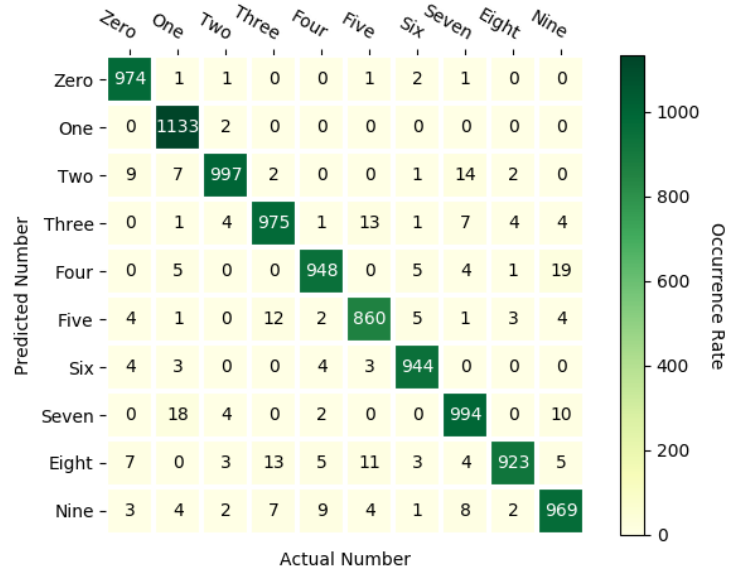 Zero One Two Three Four Five Six Seven Eight Nine
Zero 974 1 1 0 0 1 2 1 0 0
One 0 1133 2 0 0 0 0 0 0 0
Two 9 7 997 2 0 0 1 14 2 0
Three 0 1 4 975 1 13 1 7 4 4
Four 0 5 0 0 948 0 5 4 1 19
Five 4 1 0 12 2 860 5 1 3 4
Six 4 3 0 0 4 3 944 0 0 0
Seven 0 18 4 0 2 0 0 994 0 10
Eight 7 0 3 13 5 11 3 4 923 5
Nine 3 4 2 7 9 4 1 8 2 969
Predicted Number
Actual Number
1000
800
600
400
200
0
Occurrence Rate